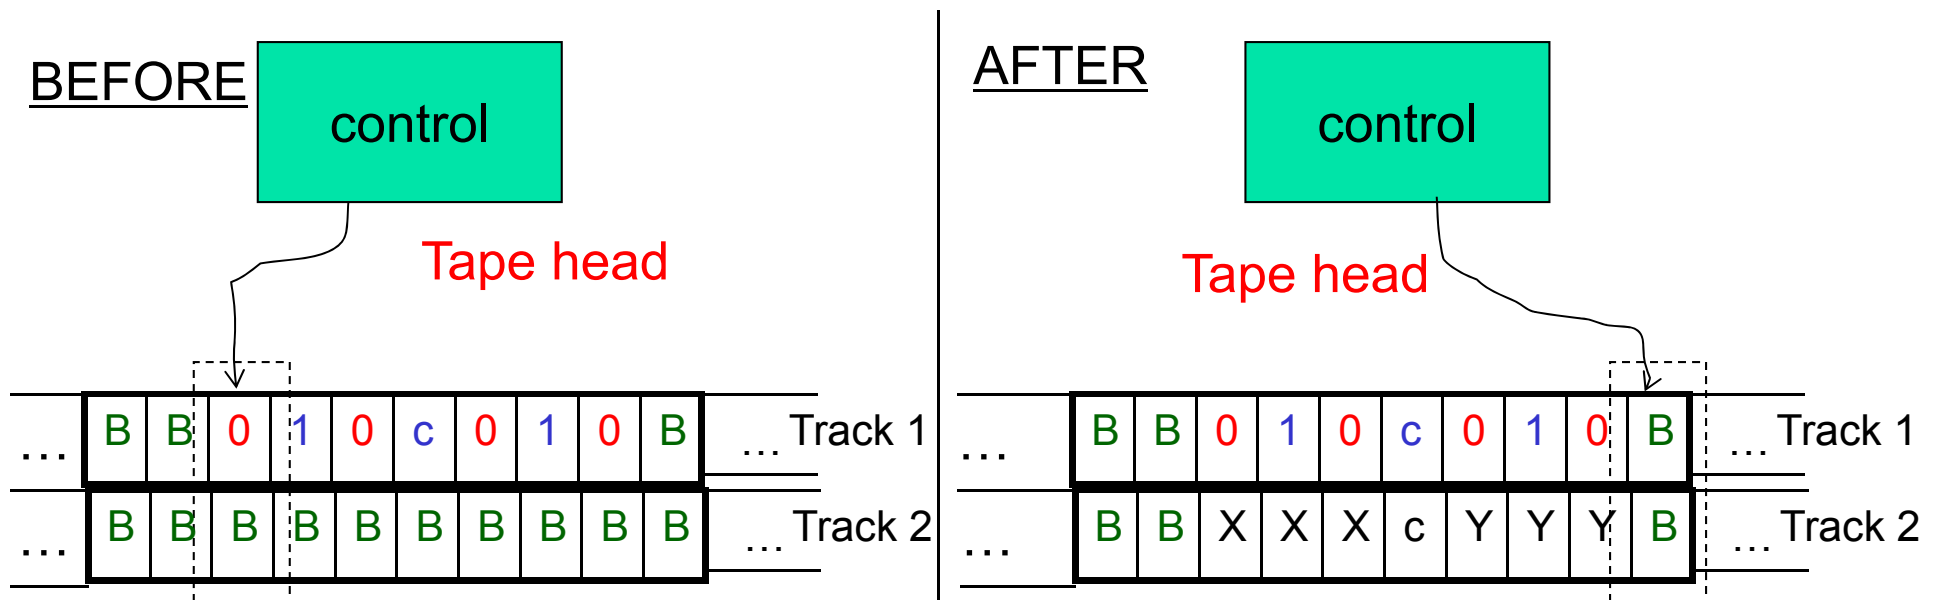 BEFORE
control
Tape head
... B B 0 1 0 c 0 1 0 B ... Track 1
... B B B B B B B B B B ... Track 2
AFTER
control
Tape head
... B B 0 1 0 c 0 1 0 B ... Track 1
... B B X X X c Y Y Y B ... Track 2